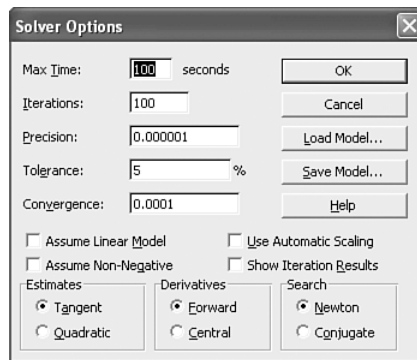 Solver Options
Max Time: 100 seconds OK
Iterations: 100 Cancel
Precision: 0.000001 Load Model...
Tolerance: 5 % Save Model...
Convergence: 0.0001 Help
Assume Linear Model Use Automatic Scaling
Assume Non-Negative Show Iteration Results
Estimates Derivatives Search
Tangent Forward Newton
Quadratic Central Conjugate